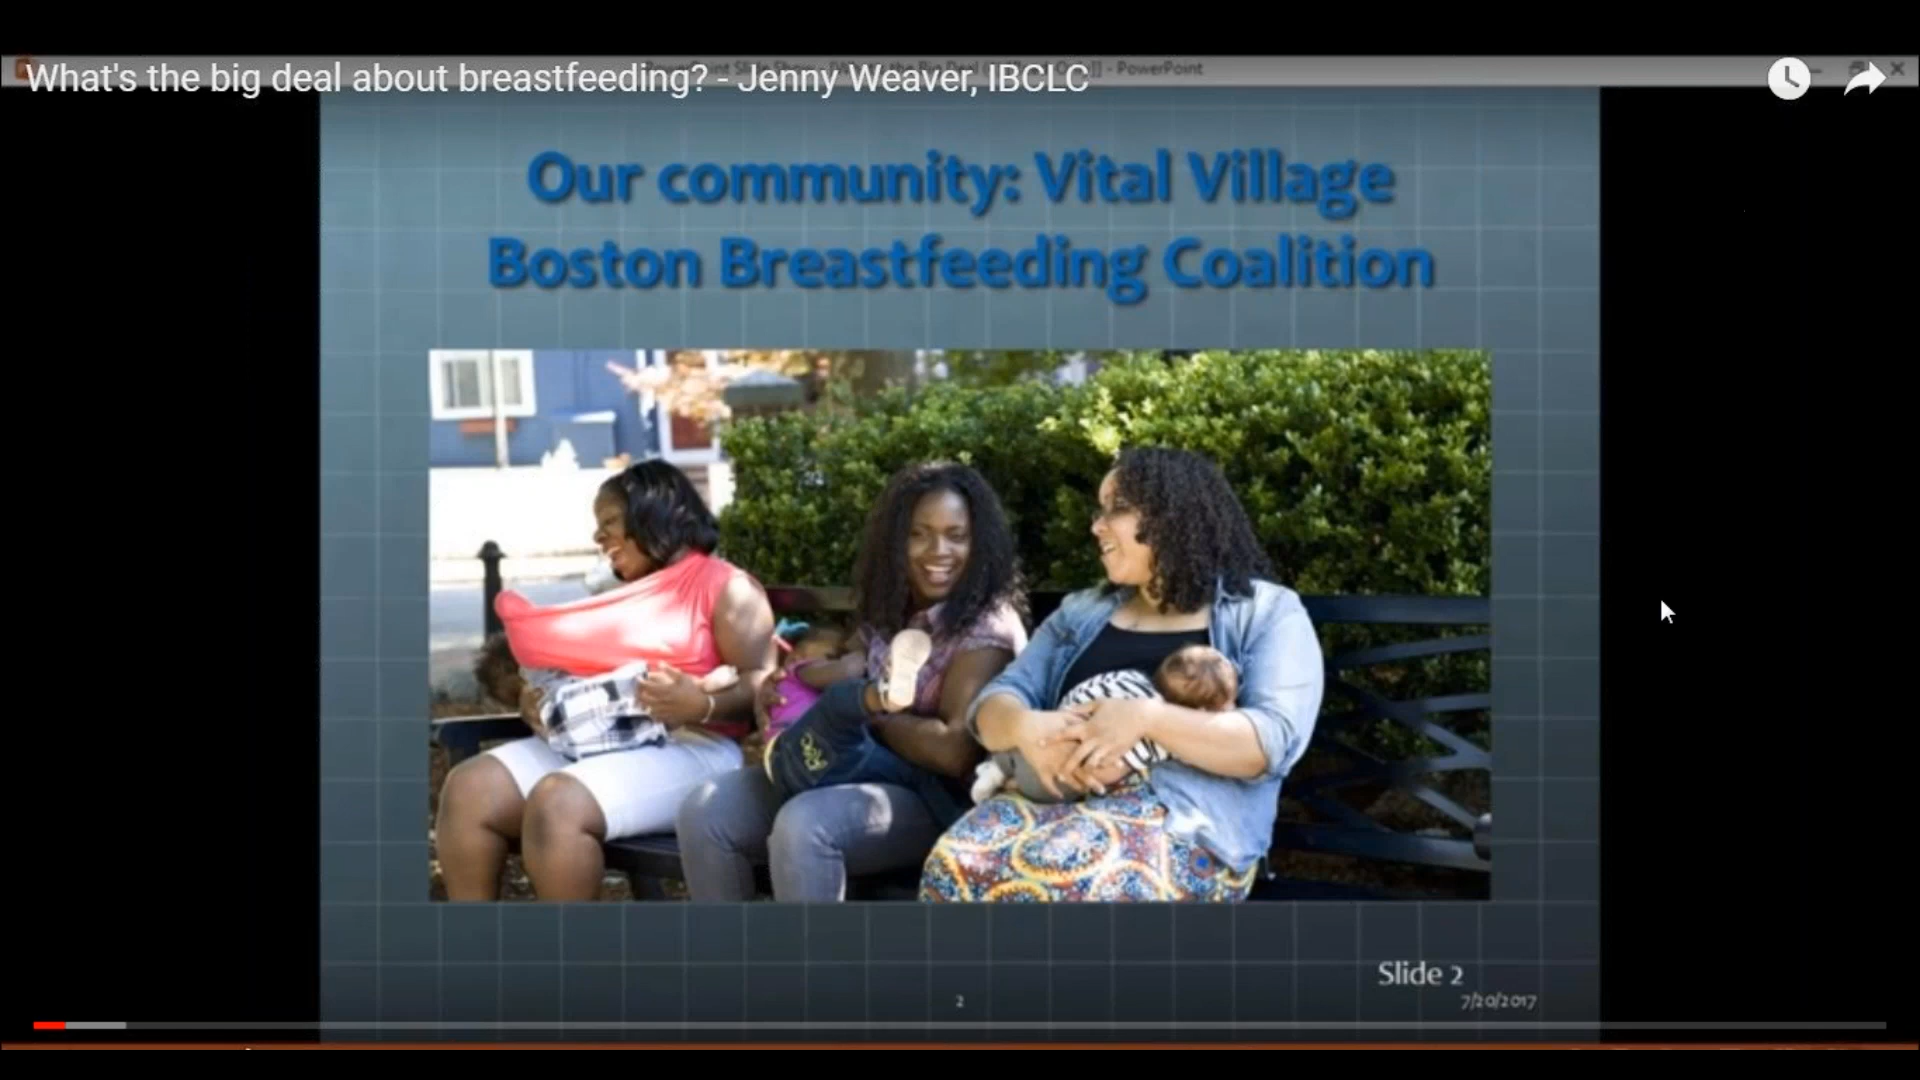 What's the big deal about breastfeeding? - Jenny Weaver, IBCLC
- PowerPoint
Our community: Vital Village
Boston Breastfeeding Coalition
Slide 2
2
7/20/2017